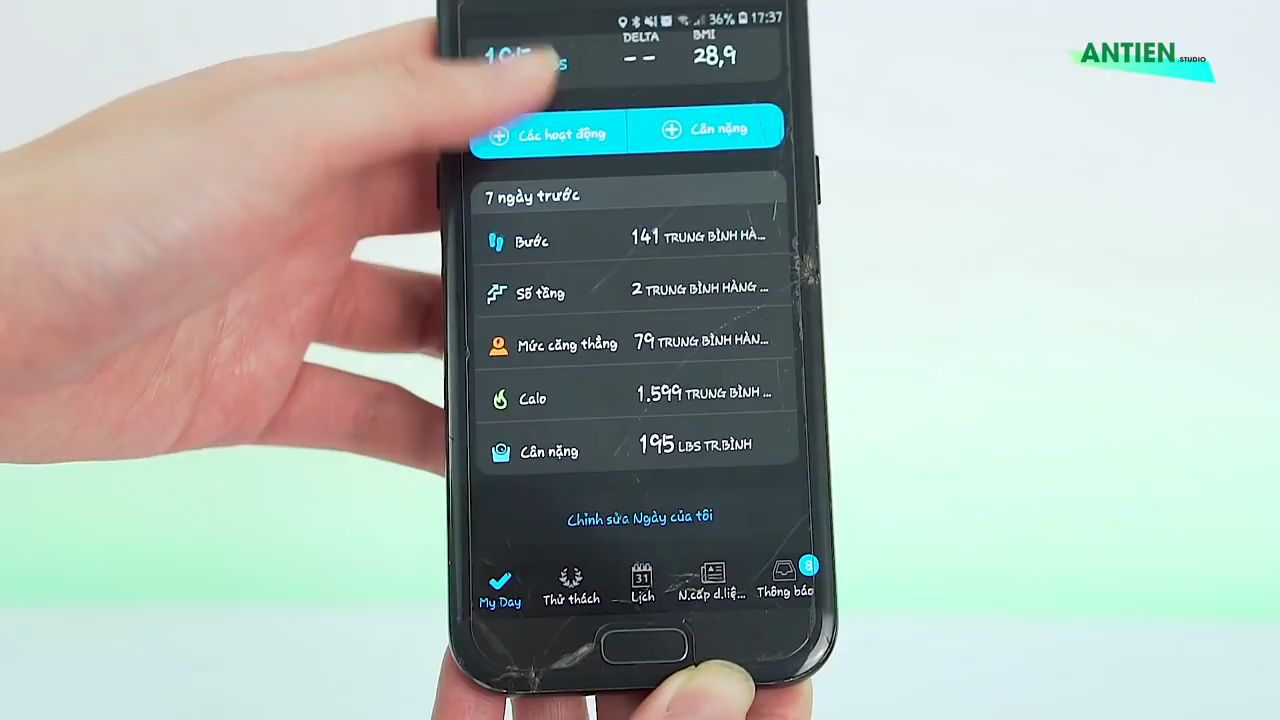 36% 17:37
ANTIEN.STUDIO
DELTA BMI
-- 28,9
Các hoạt động Cân nặng
7 ngày trước
Bước 141 TRUNG BÌNH HÀ...
Số tầng 2 TRUNG BÌNH HÀNG ...
Mức căng thẳng 79 TRUNG BÌNH HÀN...
Calo 1.599 TRUNG BÌNH ...
Cân nặng 195 LBS TR.BÌNH
Chỉnh sửa Ngày của tôi
31 8
My Day Thử thách Lịch N.cấp d.liệ... Thông báo